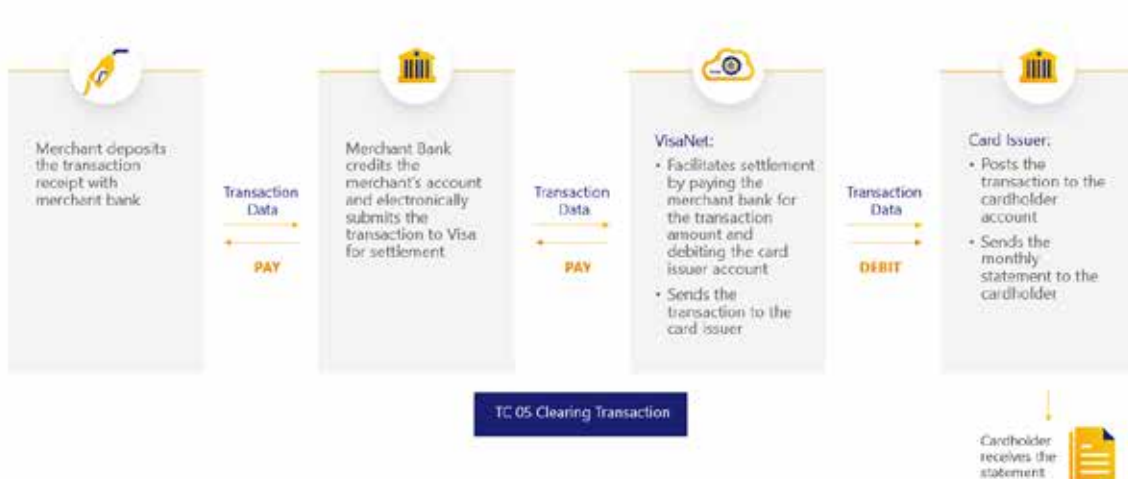 Merchant deposits
the transaction
receipt with
merchant bank
Transaction
Data
PAY
Merchant Bank
credits the
merchant's account
and electronically
submits the
transaction to Visa
for settlement
Transaction
Data
PAY
VisaNet:
• Facilitates settlement
by paying the
merchant bank for
the transaction
amount and
debiting the card
issuer account
• Sends the
transaction to the
card issuer
Transaction
Data
DEBIT
Card Issuer:
• Posts the
transaction to the
cardholder
account
• Sends the
monthly
statement to the
cardholder
TC 05 Clearing Transaction
Cardholder
receives the
statement